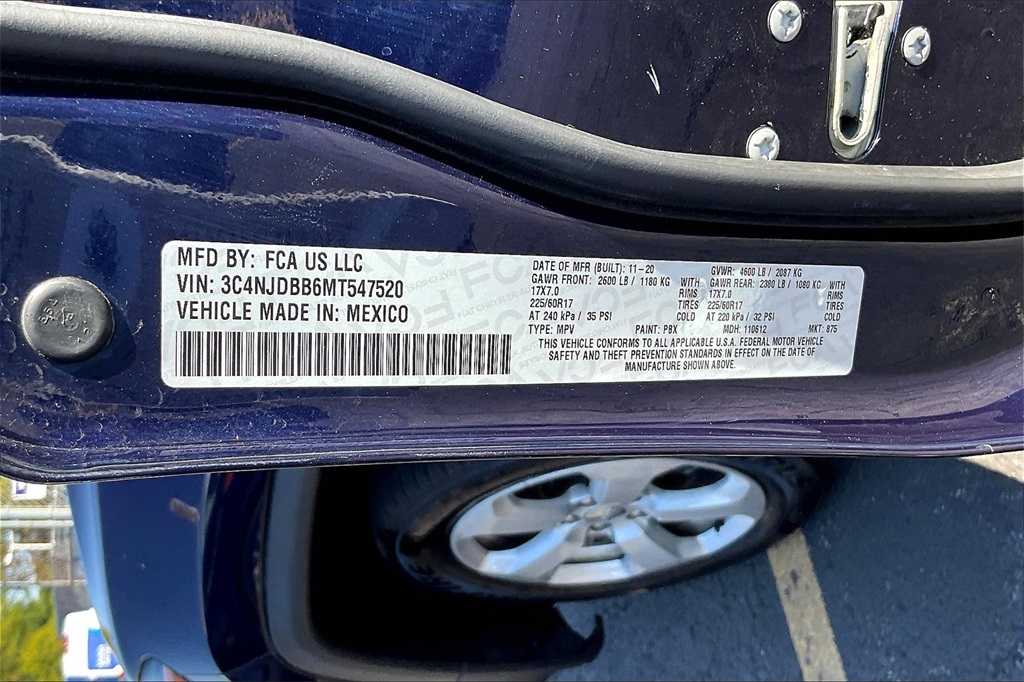 MFD BY: FCA US LLC
VIN: 3C4NJDBB6MT547520
VEHICLE MADE IN: MEXICO
DATE OF MFR (BUILT): 11-20
GAWR FRONT: 2600 LB / 1180 KG WITH
17X7.0 RIMS
225/60R17 TIRES
AT 240 kPa / 35 PSI COLD
GVWR: 4600 LB / 2087 KG
GAWR REAR: 2380 LB / 1080 KG WITH
17X7.0 RIMS
225/60R17 TIRES
AT 220 kPa / 32 PSI COLD
TYPE: MPV PAINT: PBX MDH: 110612 MKT: 875
THIS VEHICLE CONFORMS TO ALL APPLICABLE U.S.A. FEDERAL MOTOR VEHICLE
SAFETY AND THEFT PREVENTION STANDARDS IN EFFECT ON THE DATE OF
MANUFACTURE SHOWN ABOVE.